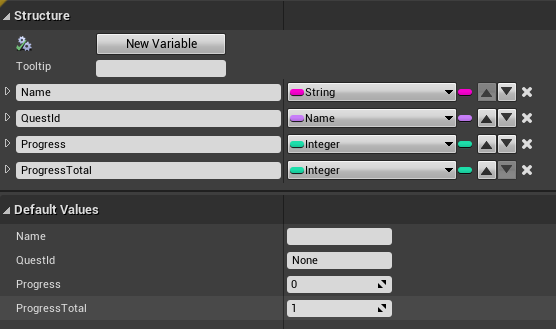 Structure
New Variable
Tooltip
Name String
QuestId Name
Progress Integer
ProgressTotal Integer
Default Values
Name
QuestId None
Progress 0
ProgressTotal 1